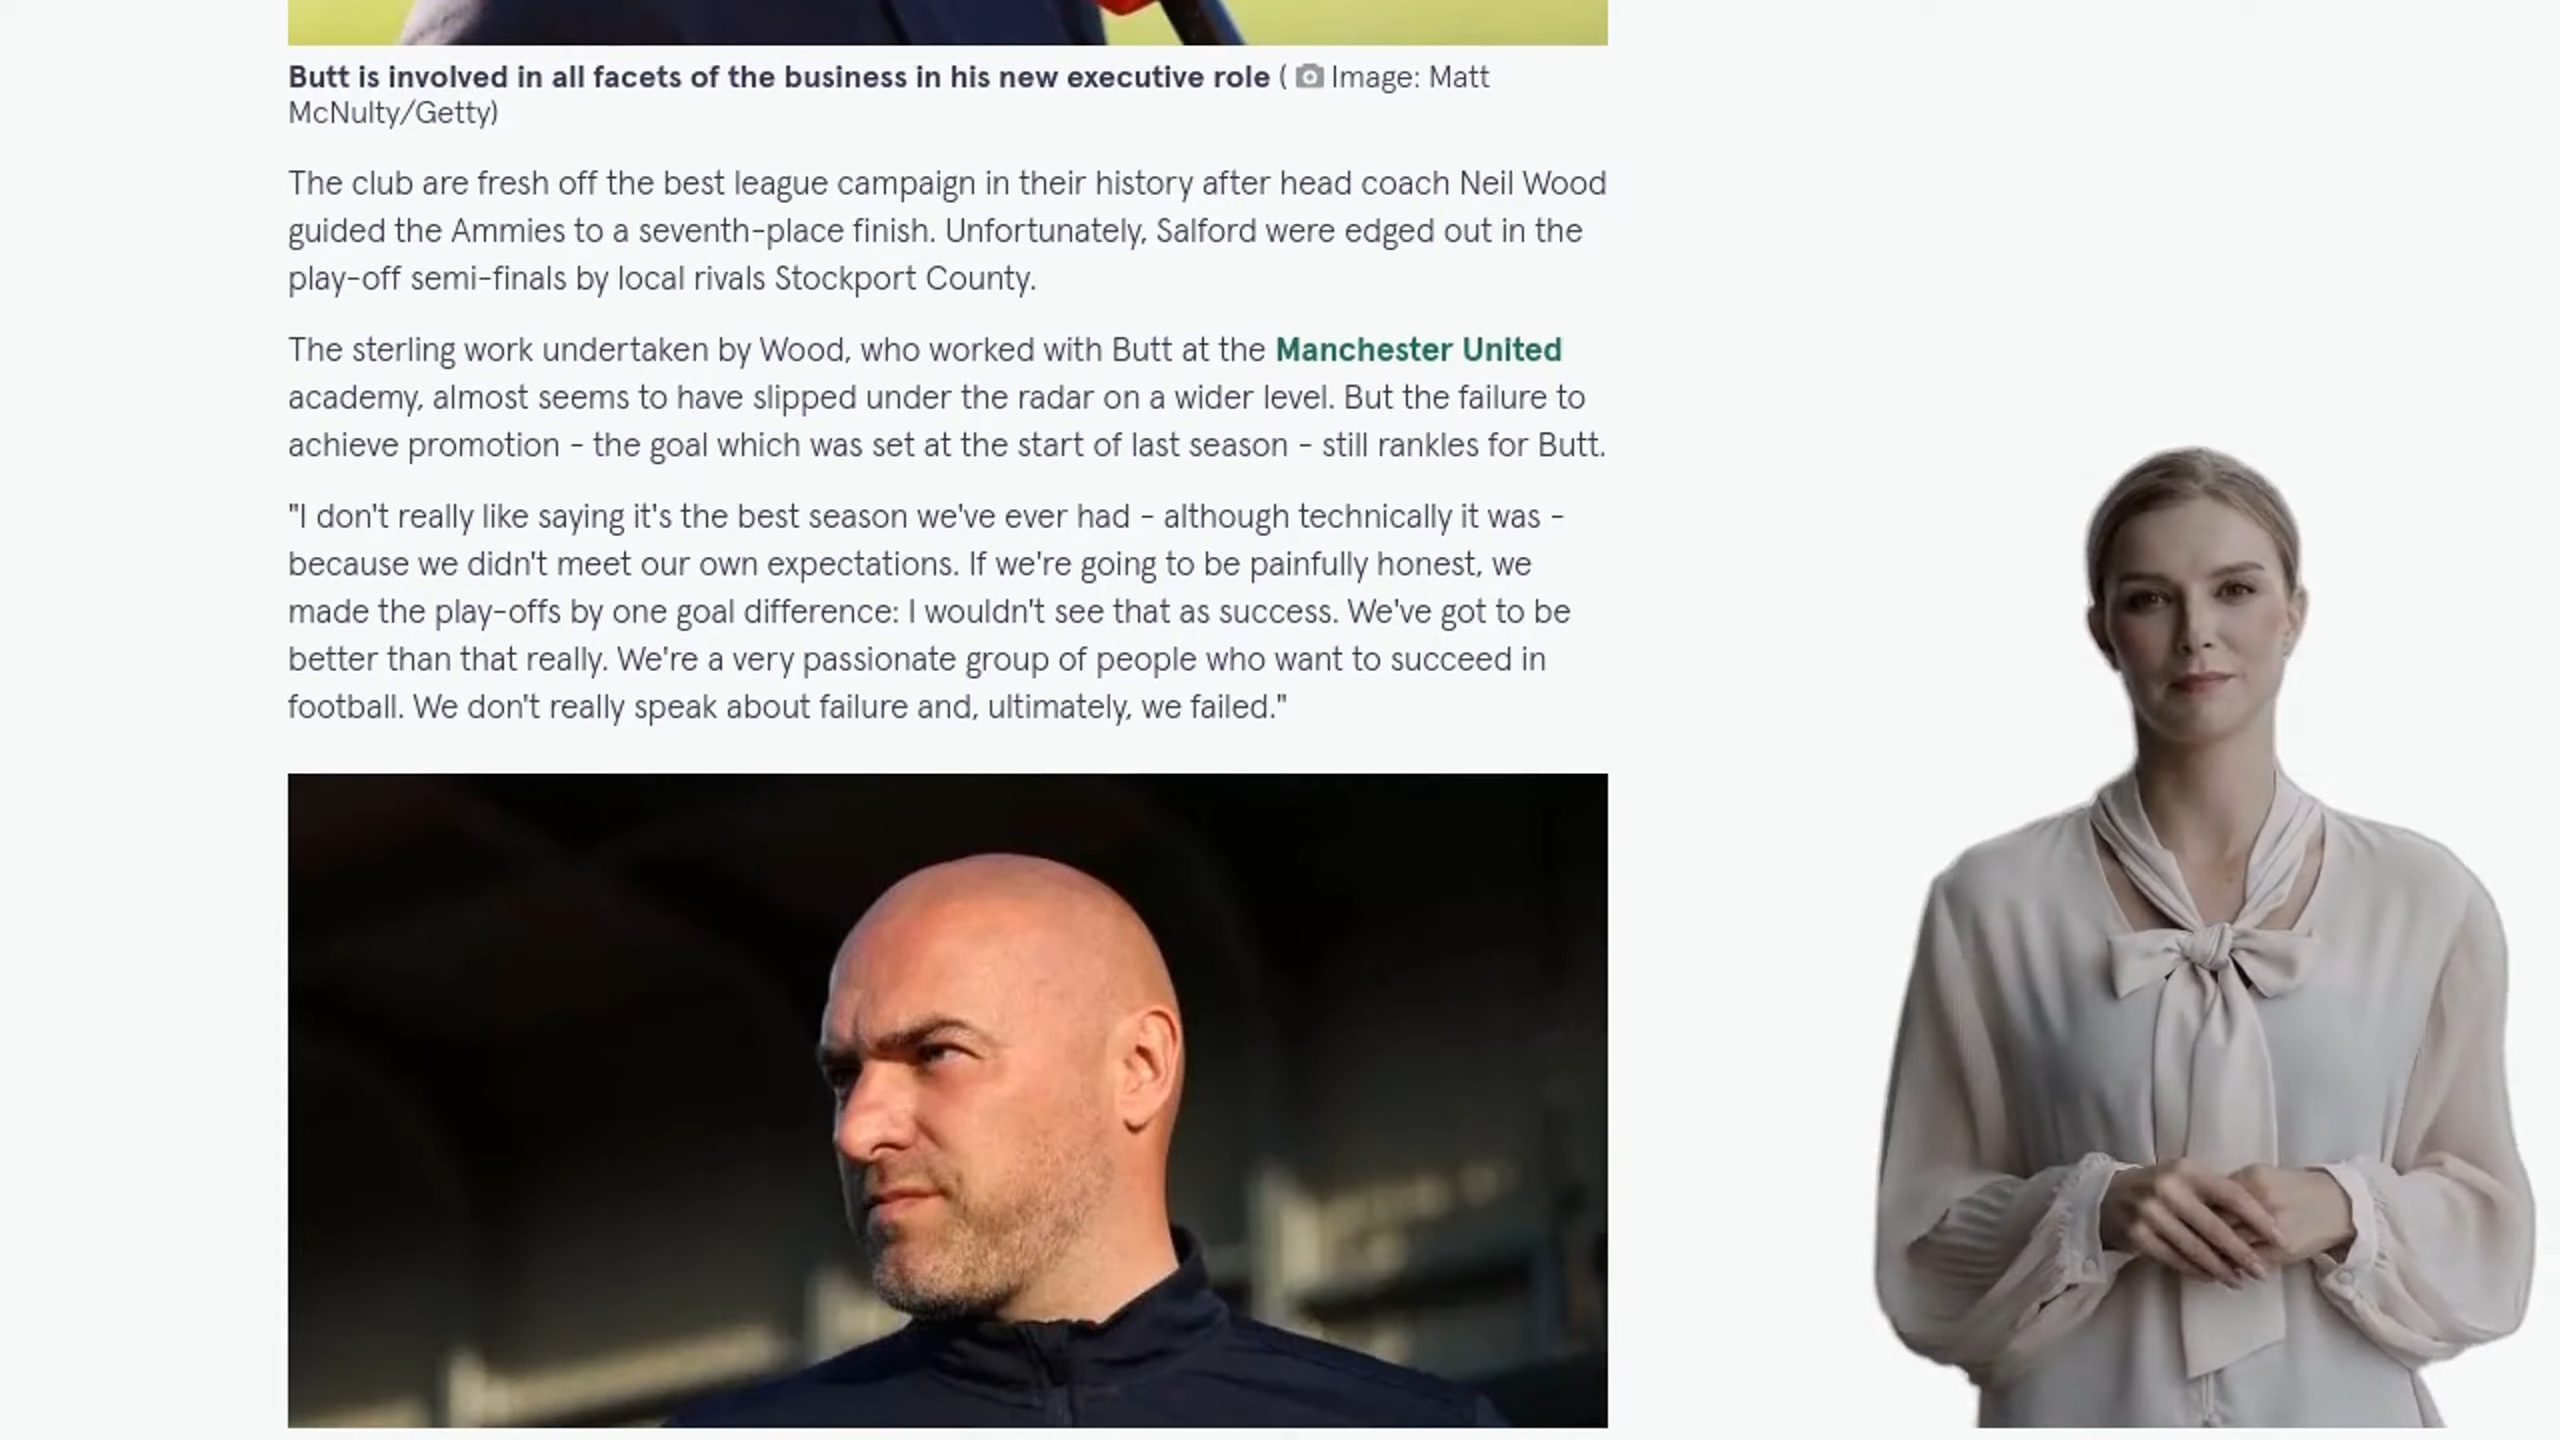 Butt is involved in all facets of the business in his new executive role ( Image: Matt
McNulty/Getty)
The club are fresh off the best league campaign in their history after head coach Neil Wood
guided the Ammies to a seventh-place finish. Unfortunately, Salford were edged out in the
play-off semi-finals by local rivals Stockport County.
The sterling work undertaken by Wood, who worked with Butt at the Manchester United
academy, almost seems to have slipped under the radar on a wider level. But the failure to
achieve promotion - the goal which was set at the start of last season - still rankles for Butt.
"I don't really like saying it's the best season we've ever had - although technically it was -
because we didn't meet our own expectations. If we're going to be painfully honest, we
made the play-offs by one goal difference: I wouldn't see that as success. We've got to be
better than that really. We're a very passionate group of people who want to succeed in
football. We don't really speak about failure and, ultimately, we failed."